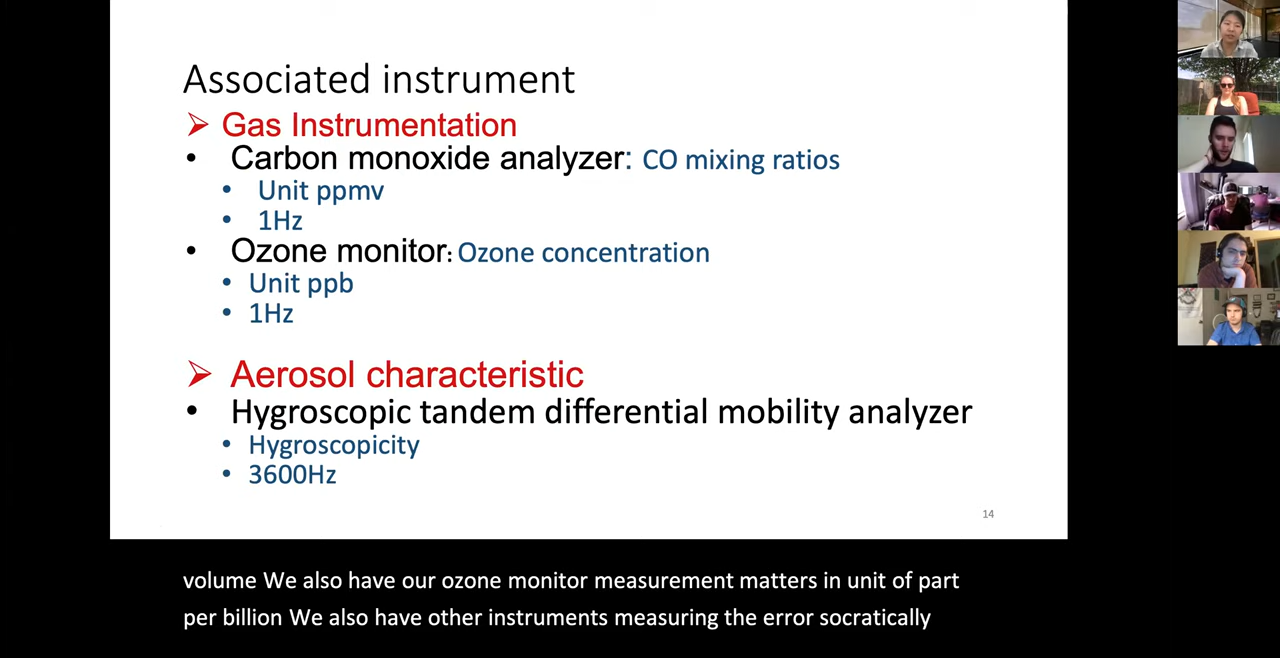 Associated instrument
➢ Gas Instrumentation
• Carbon monoxide analyzer: CO mixing ratios
• Unit ppmv
• 1Hz
• Ozone monitor: Ozone concentration
• Unit ppb
• 1Hz
➢ Aerosol characteristic
• Hygroscopic tandem differential mobility analyzer
• Hygroscopicity
• 3600Hz
14
volume We also have our ozone monitor measurement matters in unit of part
per billion We also have other instruments measuring the error socratically